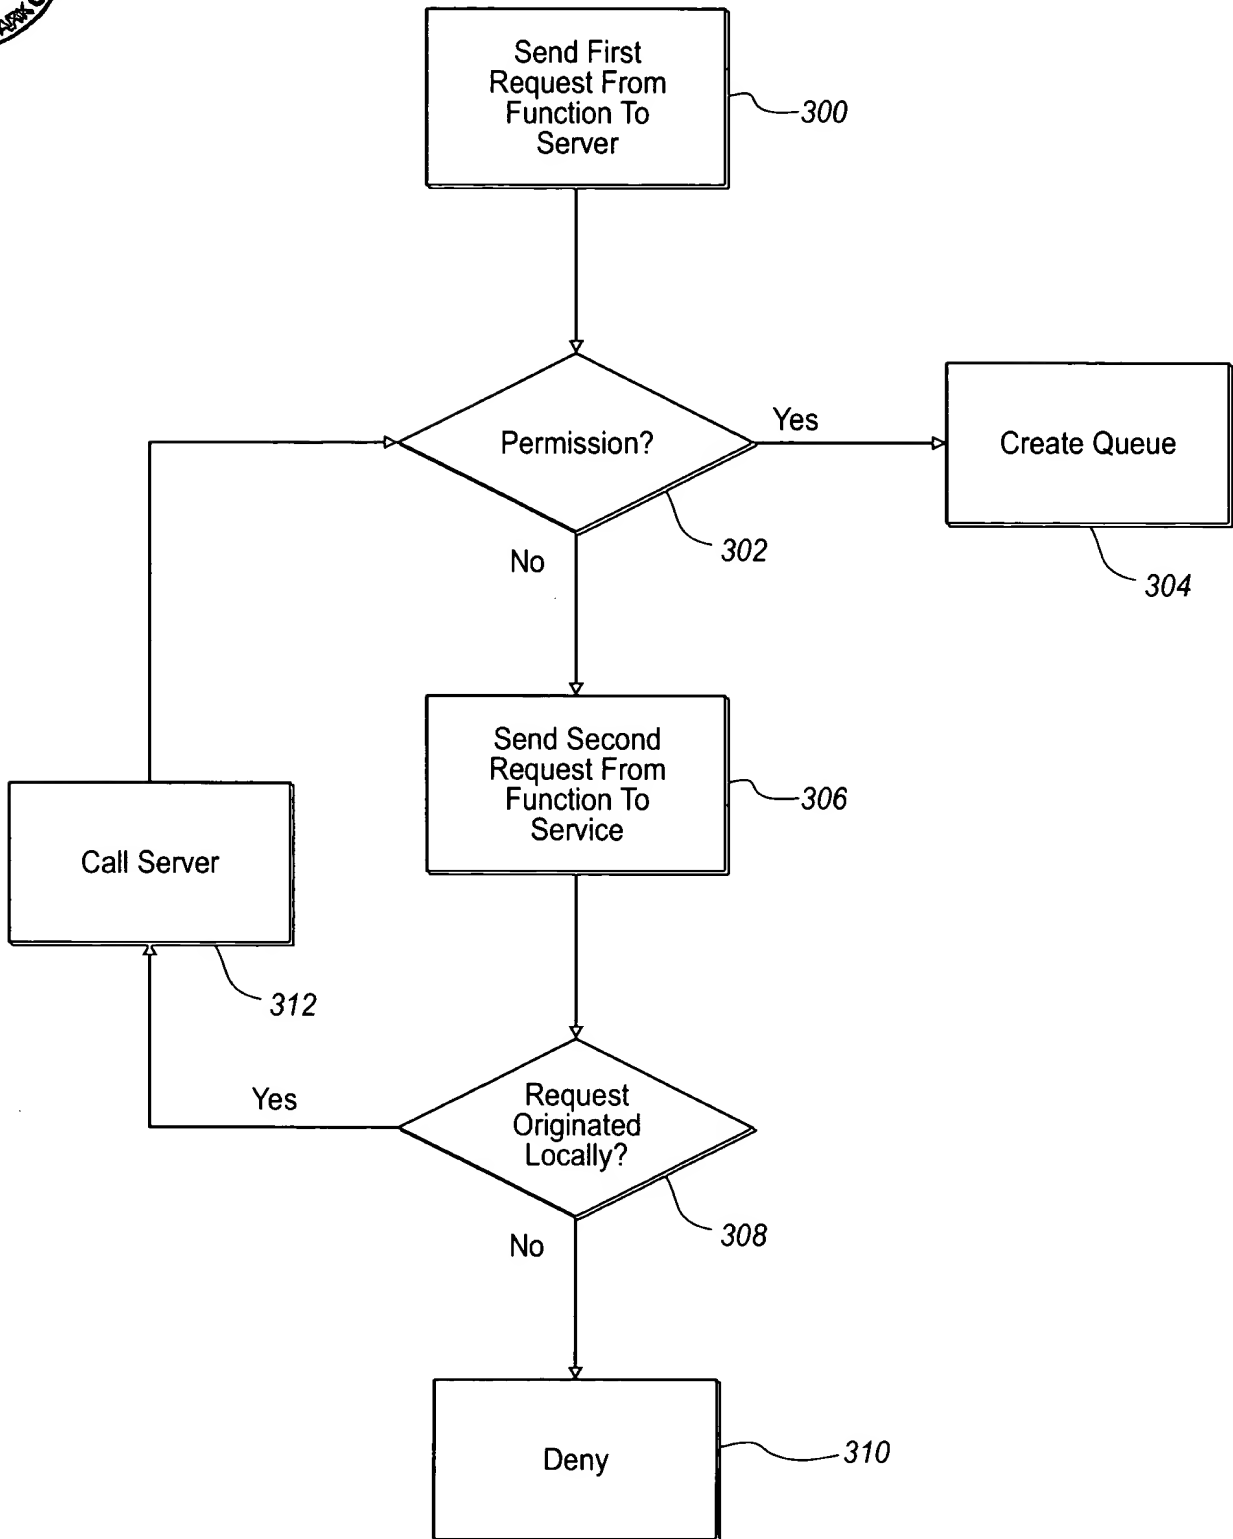 Send First
Request From
Function To
Server
300
Permission?
Yes
Create Queue
302
304
No
Send Second
Request From
Function To
Service
306
Call Server
312
Request
Originated
Locally?
Yes
308
No
Deny
310